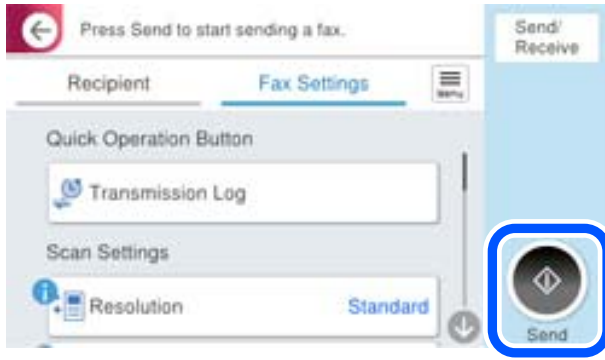 Press Send to start sending a fax.
Send/
Receive
Recipient
Fax Settings
Menu
Quick Operation Button
Transmission Log
Scan Settings
Resolution
Standard
Send